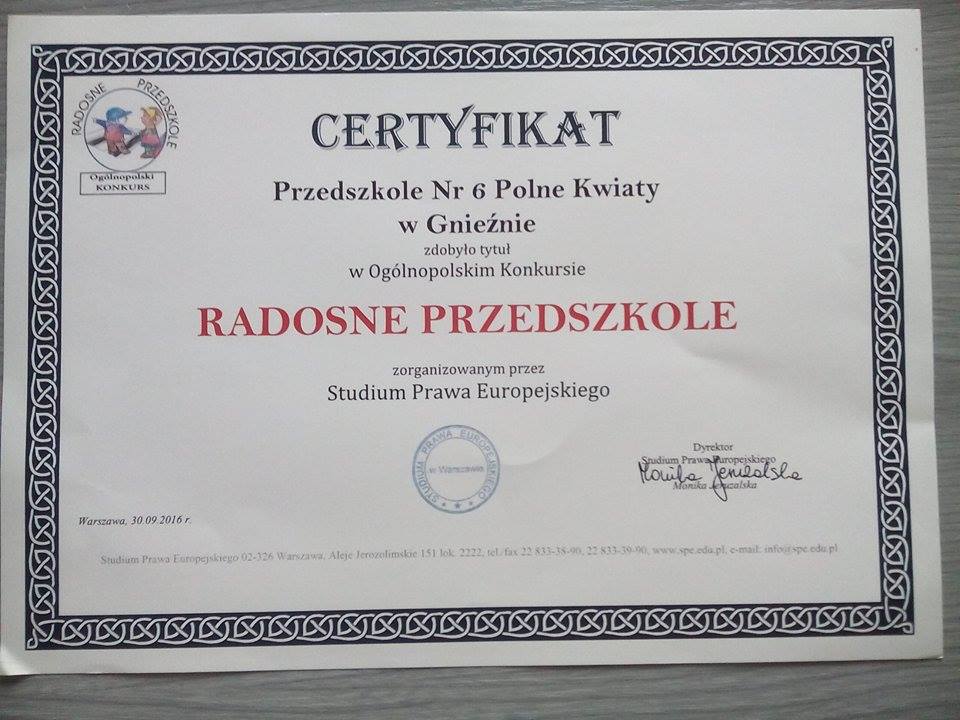 RADOSNE PRZEDSZKOLE
Ogólnopolski
KONKURS
CERTYFIKAT
Przedszkole Nr 6 Polne Kwiaty
w Gnieźnie
zdobyło tytuł
w Ogólnopolskim Konkursie
RADOSNE PRZEDSZKOLE
zorganizowanym przez
Studium Prawa Europejskiego
STUDIUM PRAWA EUROPEJSKIEGO
w Warszawie
Dyrektor
Studium Prawa Europejskiego
Monika
Warszawa, 30.09.2016 r.
Studium Prawa Europejskiego 02-326 Warszawa, Aleje Jerozolimskie 151 lok. 2222, tel./fax 22 833-38-90, 22 833-39-90, www.spe.edu.pl, e-mail: info@spe.edu.pl